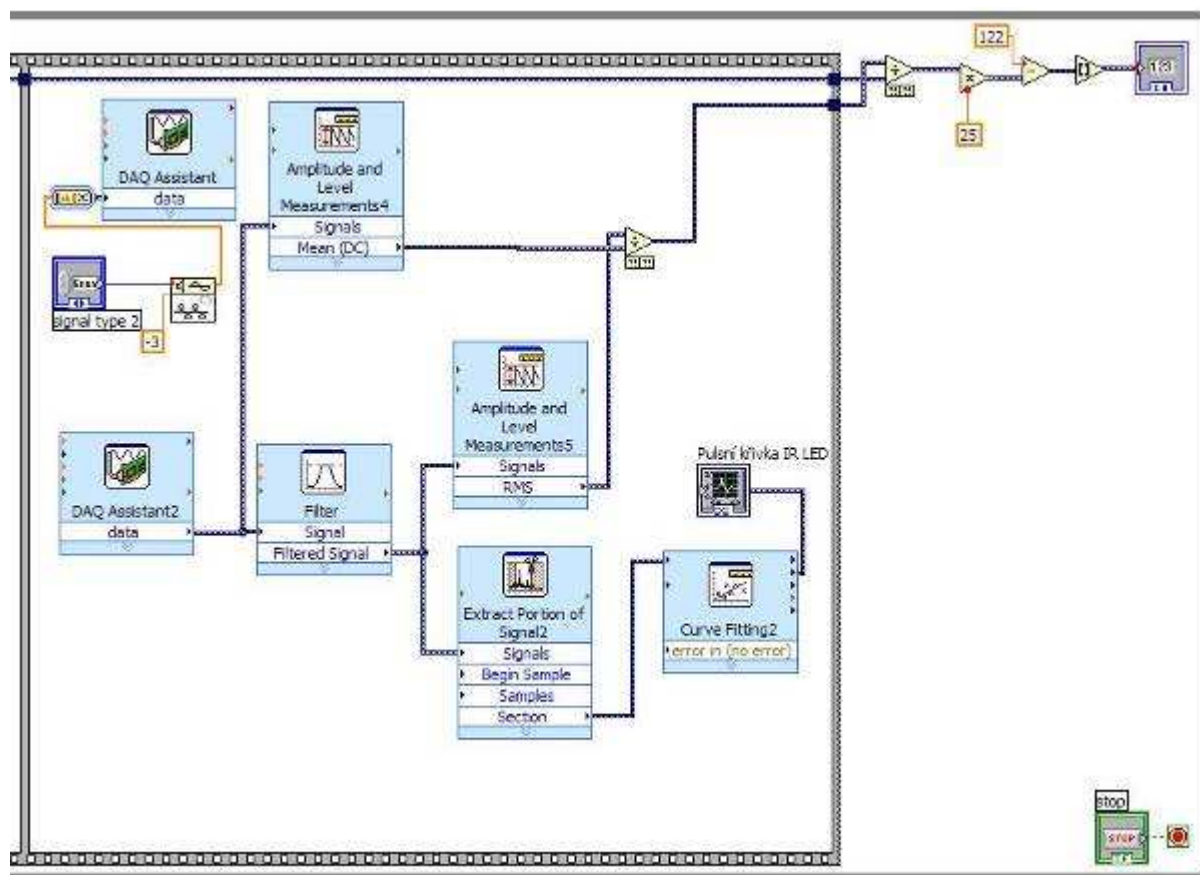 122
123
25
DAQ Assistant
data
Amplitude and
Level
Measurements4
Signals
Mean (DC)
signal type 2
-3
Amplitude and
Level
Measurements5
Signals
RMS
Pulsní křivka IR LED
DAQ Assistant2
data
Filter
Signal
Filtered Signal
Extract Portion of
Signal2
Signals
Begin Sample
Samples
Section
Curve Fitting2
error in (no error)
stop
STOP